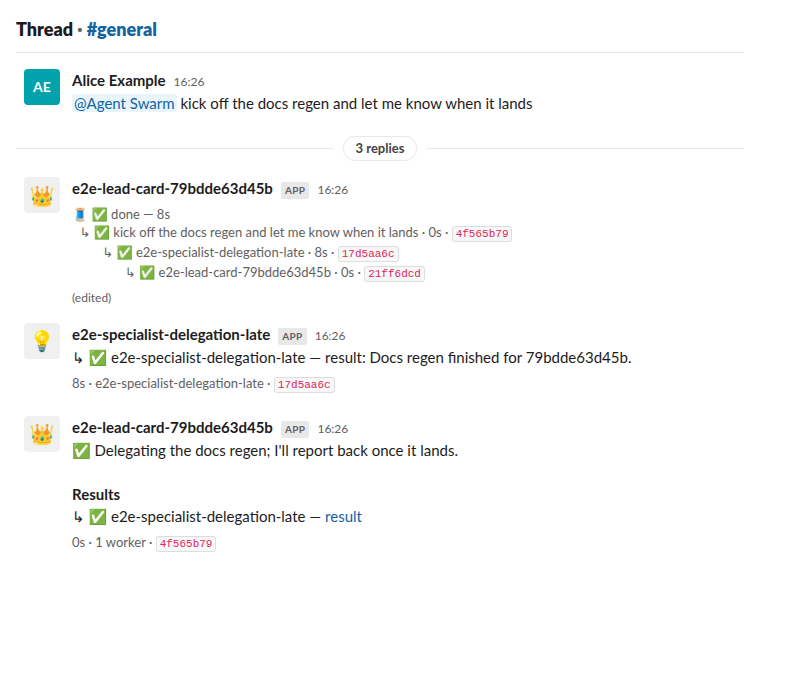 Thread • #general
AE
Alice Example 16:26
@Agent Swarm kick off the docs regen and let me know when it lands
3 replies
e2e-lead-card-79bdde63d45b APP 16:26
🧵 ✅ done — 8s
↳ ✅ kick off the docs regen and let me know when it lands · 0s · 4f565b79
↳ ✅ e2e-specialist-delegation-late · 8s · 17d5aa6c
↳ ✅ e2e-lead-card-79bdde63d45b · 0s · 21ff6dcd
(edited)
e2e-specialist-delegation-late APP 16:26
↳ ✅ e2e-specialist-delegation-late — result: Docs regen finished for 79bdde63d45b.
8s · e2e-specialist-delegation-late · 17d5aa6c
e2e-lead-card-79bdde63d45b APP 16:26
✅ Delegating the docs regen; I'll report back once it lands.
Results
↳ ✅ e2e-specialist-delegation-late — result
0s · 1 worker · 4f565b79